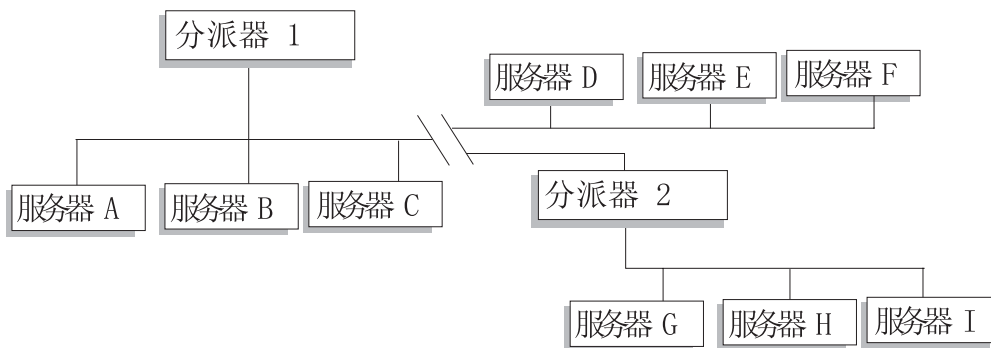 分派器 1
服务器 D
服务器 E
服务器 F
服务器 A
服务器 B
服务器 C
分派器 2
服务器 G
服务器 H
服务器 I